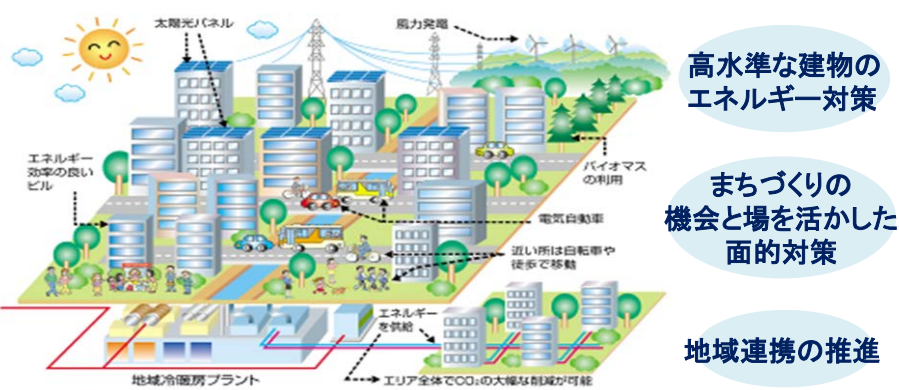 太陽光パネル
風力発電
エネルギー
効率の良い
ビル
バイオマス
の利用
電気自動車
近い所は自転車や
徒歩で移動
エネルギー
を供給
地域冷暖房プラント
エリア全体でCO₂の大幅な削減が可能
高水準な建物の
エネルギー対策
まちづくりの
機会と場を活かした
面的対策
地域連携の推進